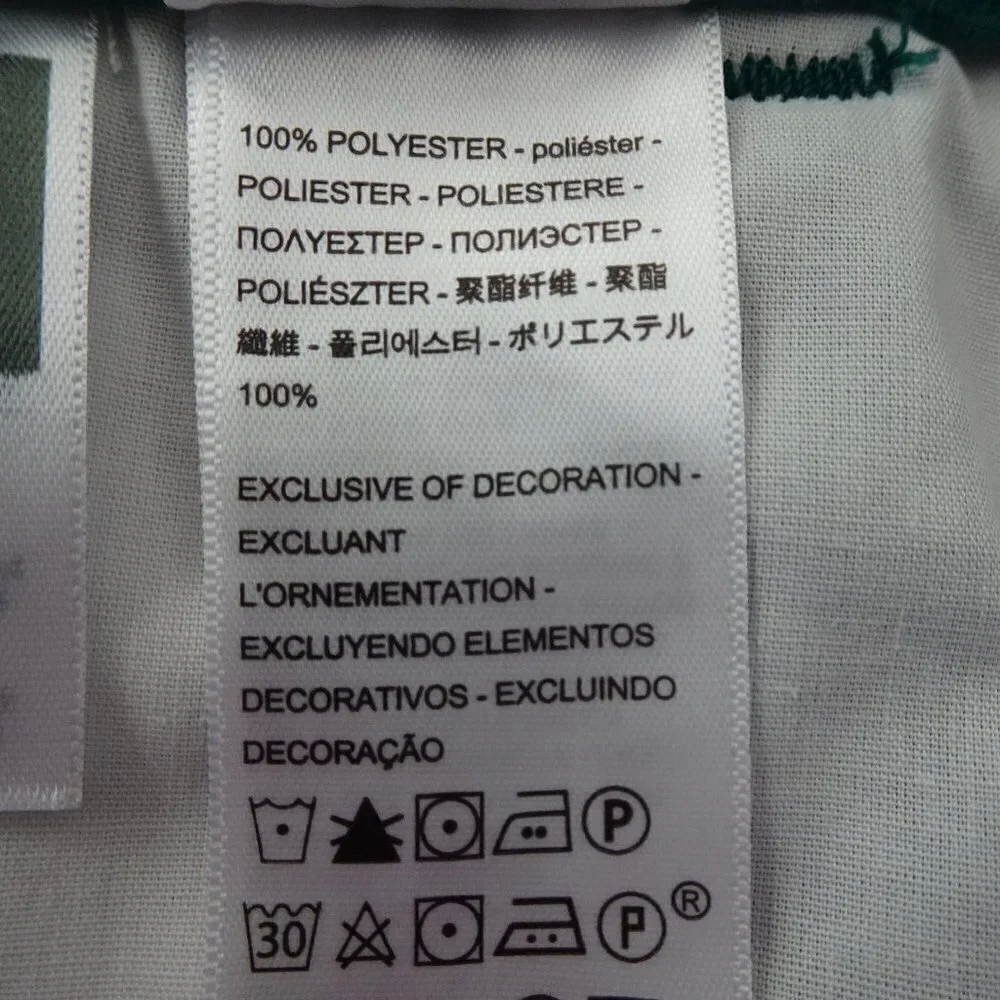 100% POLYESTER - poliéster -
POLIESTER - POLIESTERE -
ΠΟΛΥΕΣΤΕΡ - ПОЛИЭСТЕР -
POLIÉSZTER - 聚酯纤维 - 聚酯
纖維 - 폴리에스터 - ポリエステル
100%
EXCLUSIVE OF DECORATION -
EXCLUANT
L'ORNEMENTATION -
EXCLUYENDO ELEMENTOS
DECORATIVOS - EXCLUINDO
DECORAÇÃO
P
30 P ®